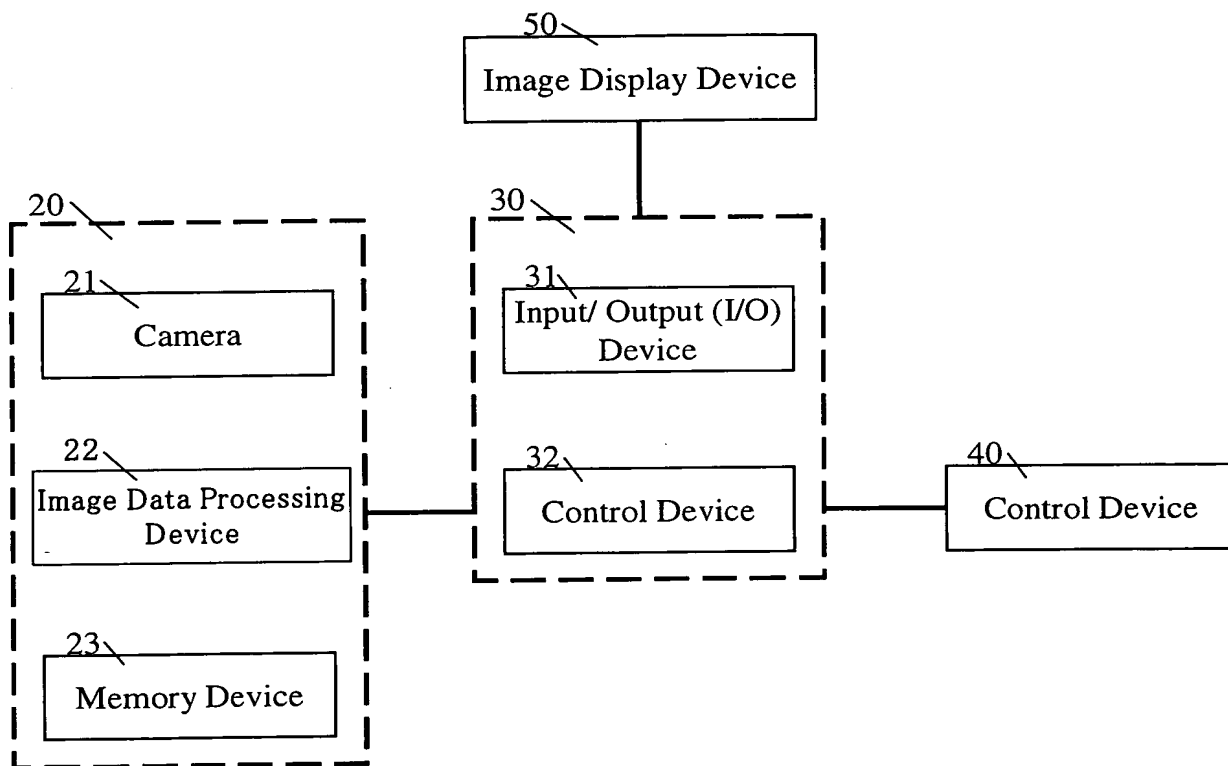 50
Image Display Device
20
30
21
Camera
31
Input/ Output (I/O)
Device
22
Image Data Processing
Device
32
Control Device
40
Control Device
23
Memory Device